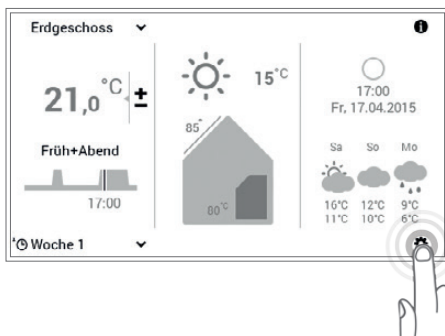 Erdgeschoss
21,0 °C ±
Früh+Abend
17:00
Woche 1
15°C
85°
80°C
17:00
Fr, 17.04.2015
Sa So Mo
16°C 12°C 9°C
11°C 10°C 6°C